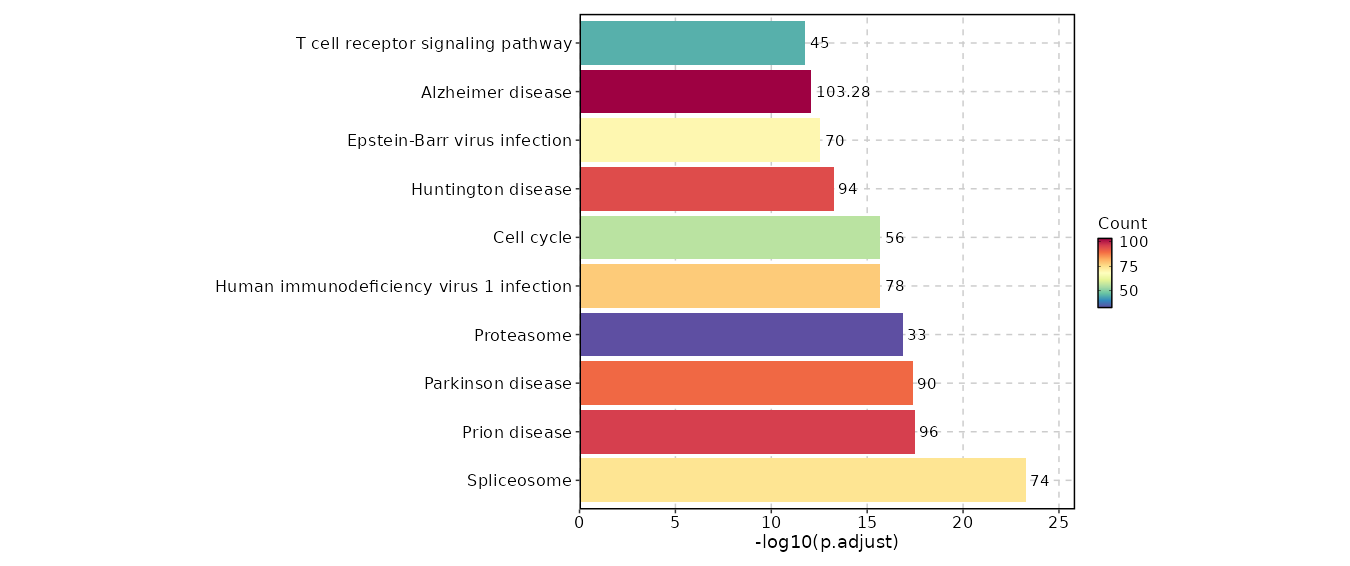 T cell receptor signaling pathway 45
Alzheimer disease 103.28
Epstein-Barr virus infection 70
Huntington disease 94
Cell cycle 56
Human immunodeficiency virus 1 infection 78
Proteasome 33
Parkinson disease 90
Prion disease 96
Spliceosome 74
0 5 10 15 20 25
-log10(p.adjust)
Count
100
75
50